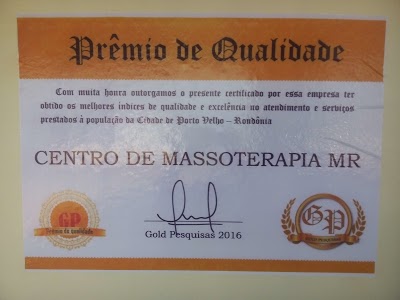 Prêmio de Qualidade
Com muita honra outorgamos o presente certificado por essa empresa ter
obtido os melhores índices de qualidade e excelência no atendimento e serviços
prestados à população da Cidade de Porto Velho – Rondônia
CENTRO DE MASSOTERAPIA MR
GP
GP
Gold Pesquisas 2016